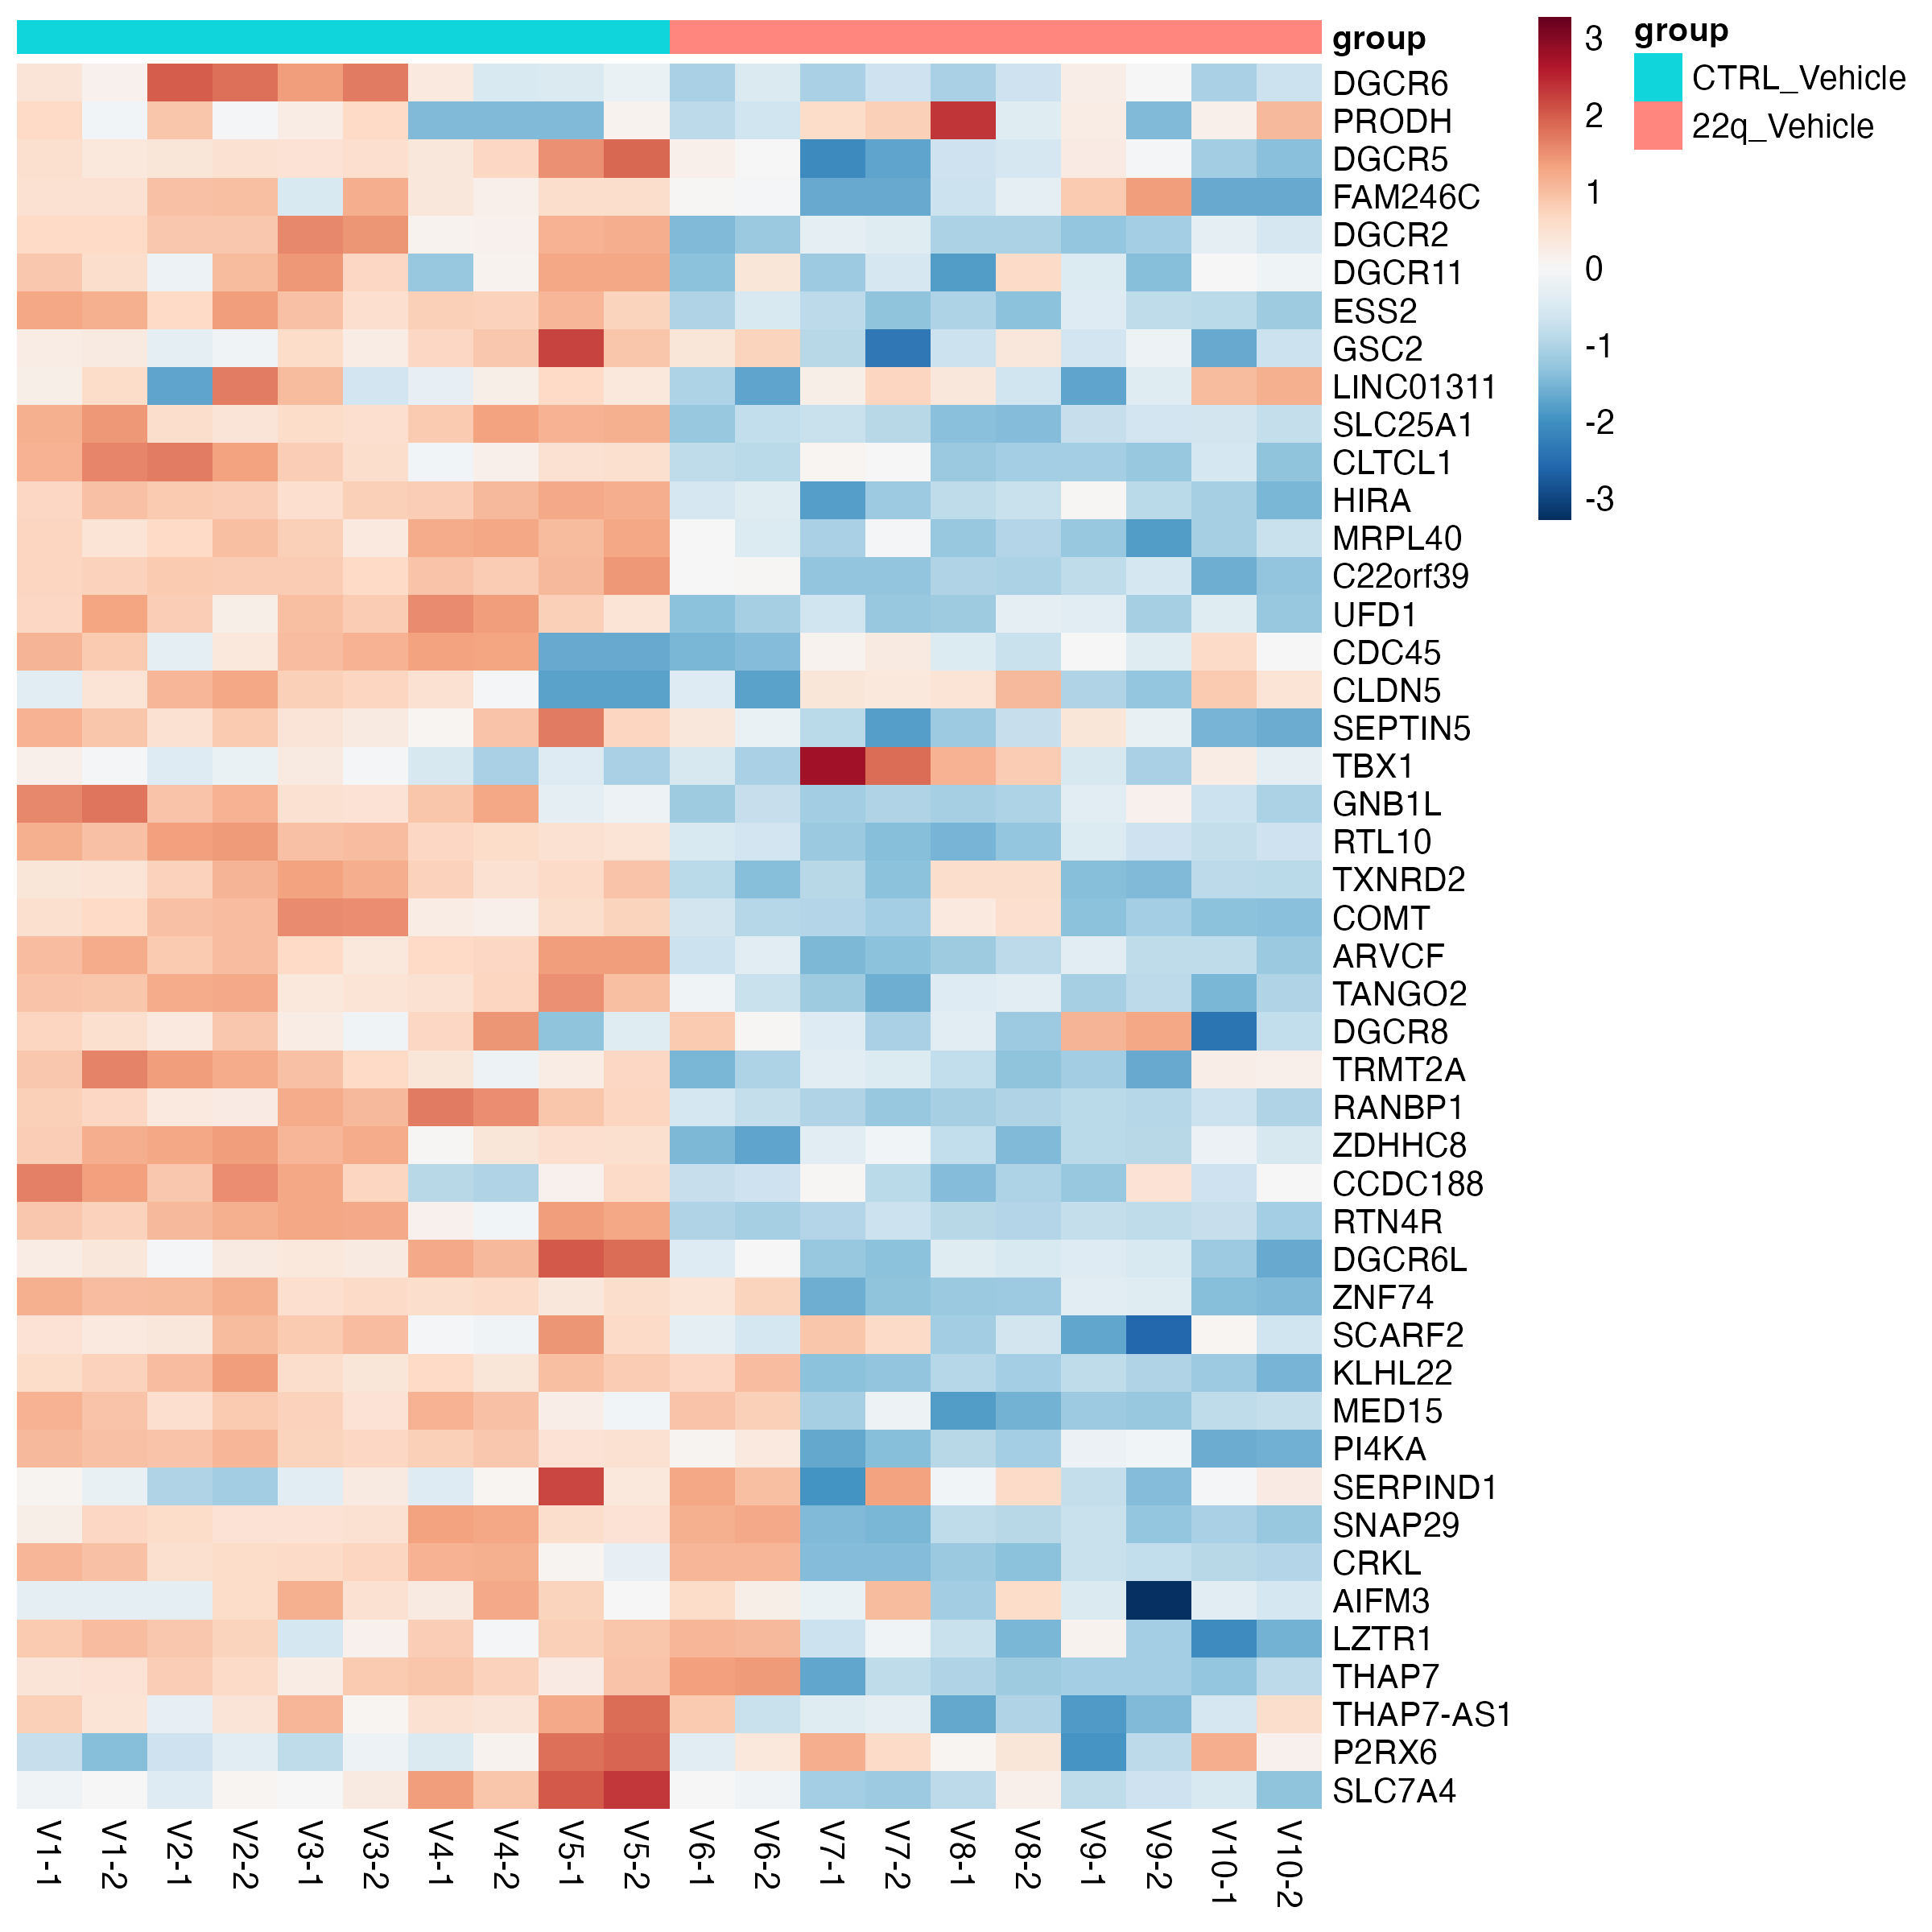 group
DGCR6
PRODH
DGCR5
FAM246C
DGCR2
DGCR11
ESS2
GSC2
LINC01311
SLC25A1
CLTCL1
HIRA
MRPL40
C22orf39
UFD1
CDC45
CLDN5
SEPTIN5
TBX1
GNB1L
RTL10
TXNRD2
COMT
ARVCF
TANGO2
DGCR8
TRMT2A
RANBP1
ZDHHC8
CCDC188
RTN4R
DGCR6L
ZNF74
SCARF2
KLHL22
MED15
PI4KA
SERPIND1
SNAP29
CRKL
AIFM3
LZTR1
THAP7
THAP7-AS1
P2RX6
SLC7A4
V1-1
V1-2
V2-1
V2-2
V3-1
V3-2
V4-1
V4-2
V5-1
V5-2
V6-1
V6-2
V7-1
V7-2
V8-1
V8-2
V9-1
V9-2
V10-1
V10-2
3
2
1
0
-1
-2
-3
group
CTRL_Vehicle
22q_Vehicle